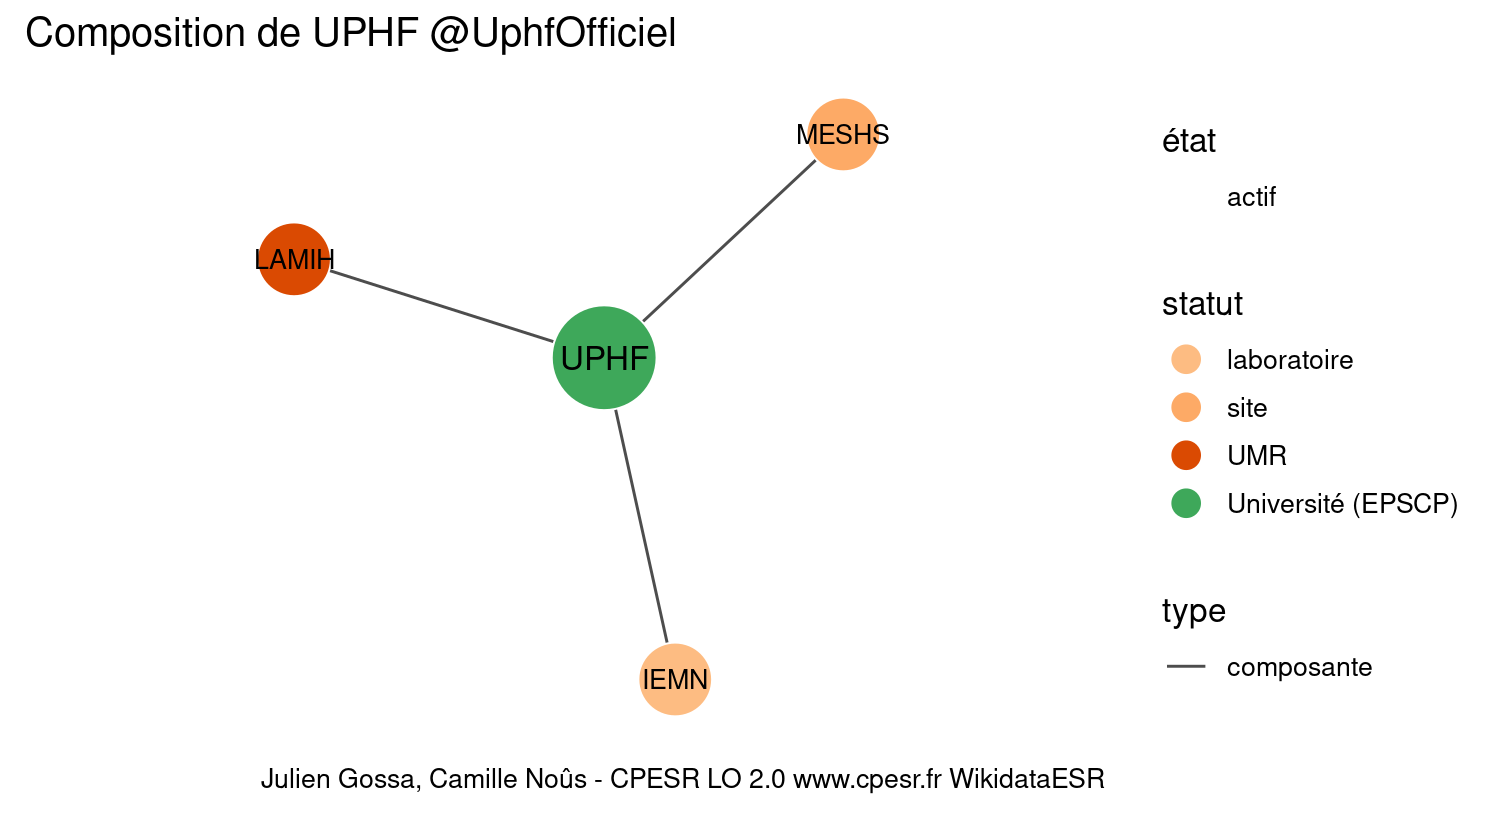 Composition de UPHF @UphfOfficiel
MESHS
LAMIH
UPHF
IEMN
état
actif
statut
laboratoire
site
UMR
Université (EPSCP)
type
composante
Julien Gossa, Camille Noûs - CPESR LO 2.0 www.cpesr.fr WikidataESR